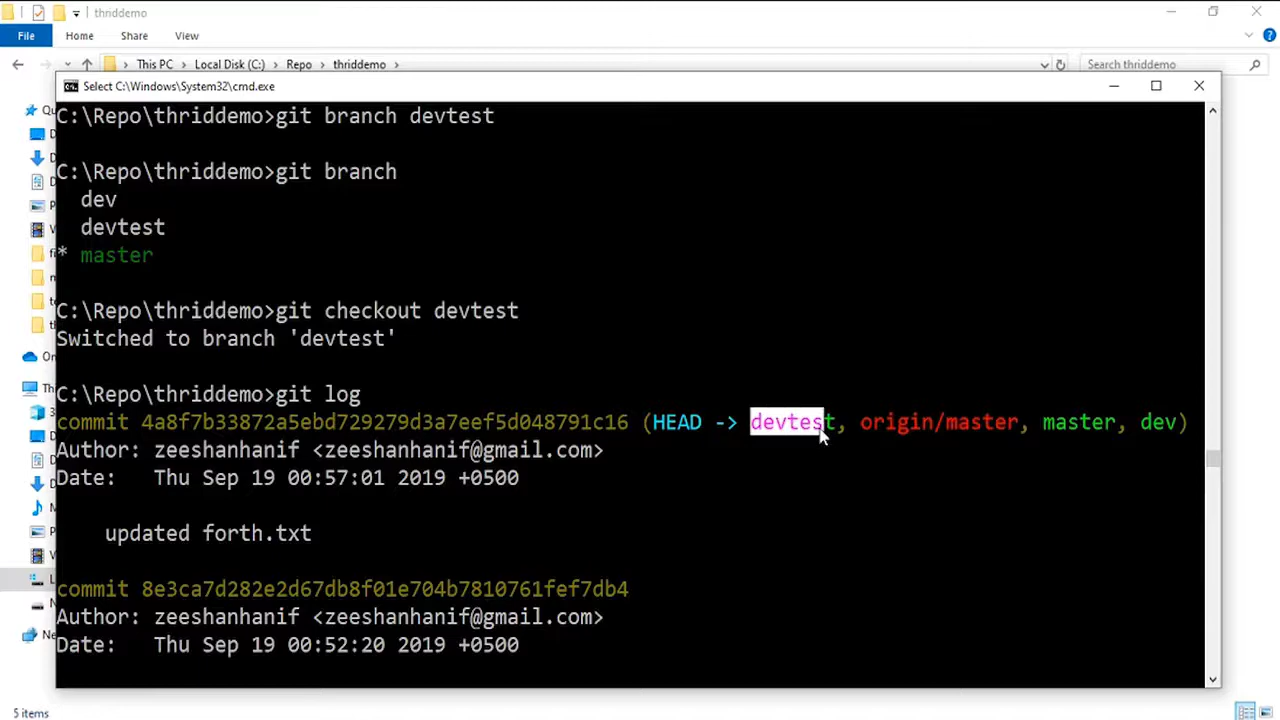 thriddemo
File Home Share View
This PC Local Disk (C:) Repo thriddemo Search thriddemo
Select C:\Windows\System32\cmd.exe
C:\Repo\thriddemo>git branch devtest
C:\Repo\thriddemo>git branch
dev
devtest
* master
C:\Repo\thriddemo>git checkout devtest
Switched to branch 'devtest'
C:\Repo\thriddemo>git log
commit 4a8f7b33872a5ebd729279d3a7eef5d048791c16 (HEAD -> devtest, origin/master, master, dev)
Author: zeeshanhanif <zeeshanhanif@gmail.com>
Date: Thu Sep 19 00:57:01 2019 +0500
updated forth.txt
commit 8e3ca7d282e2d67db8f01e704b7810761fef7db4
Author: zeeshanhanif <zeeshanhanif@gmail.com>
Date: Thu Sep 19 00:52:20 2019 +0500
5 items